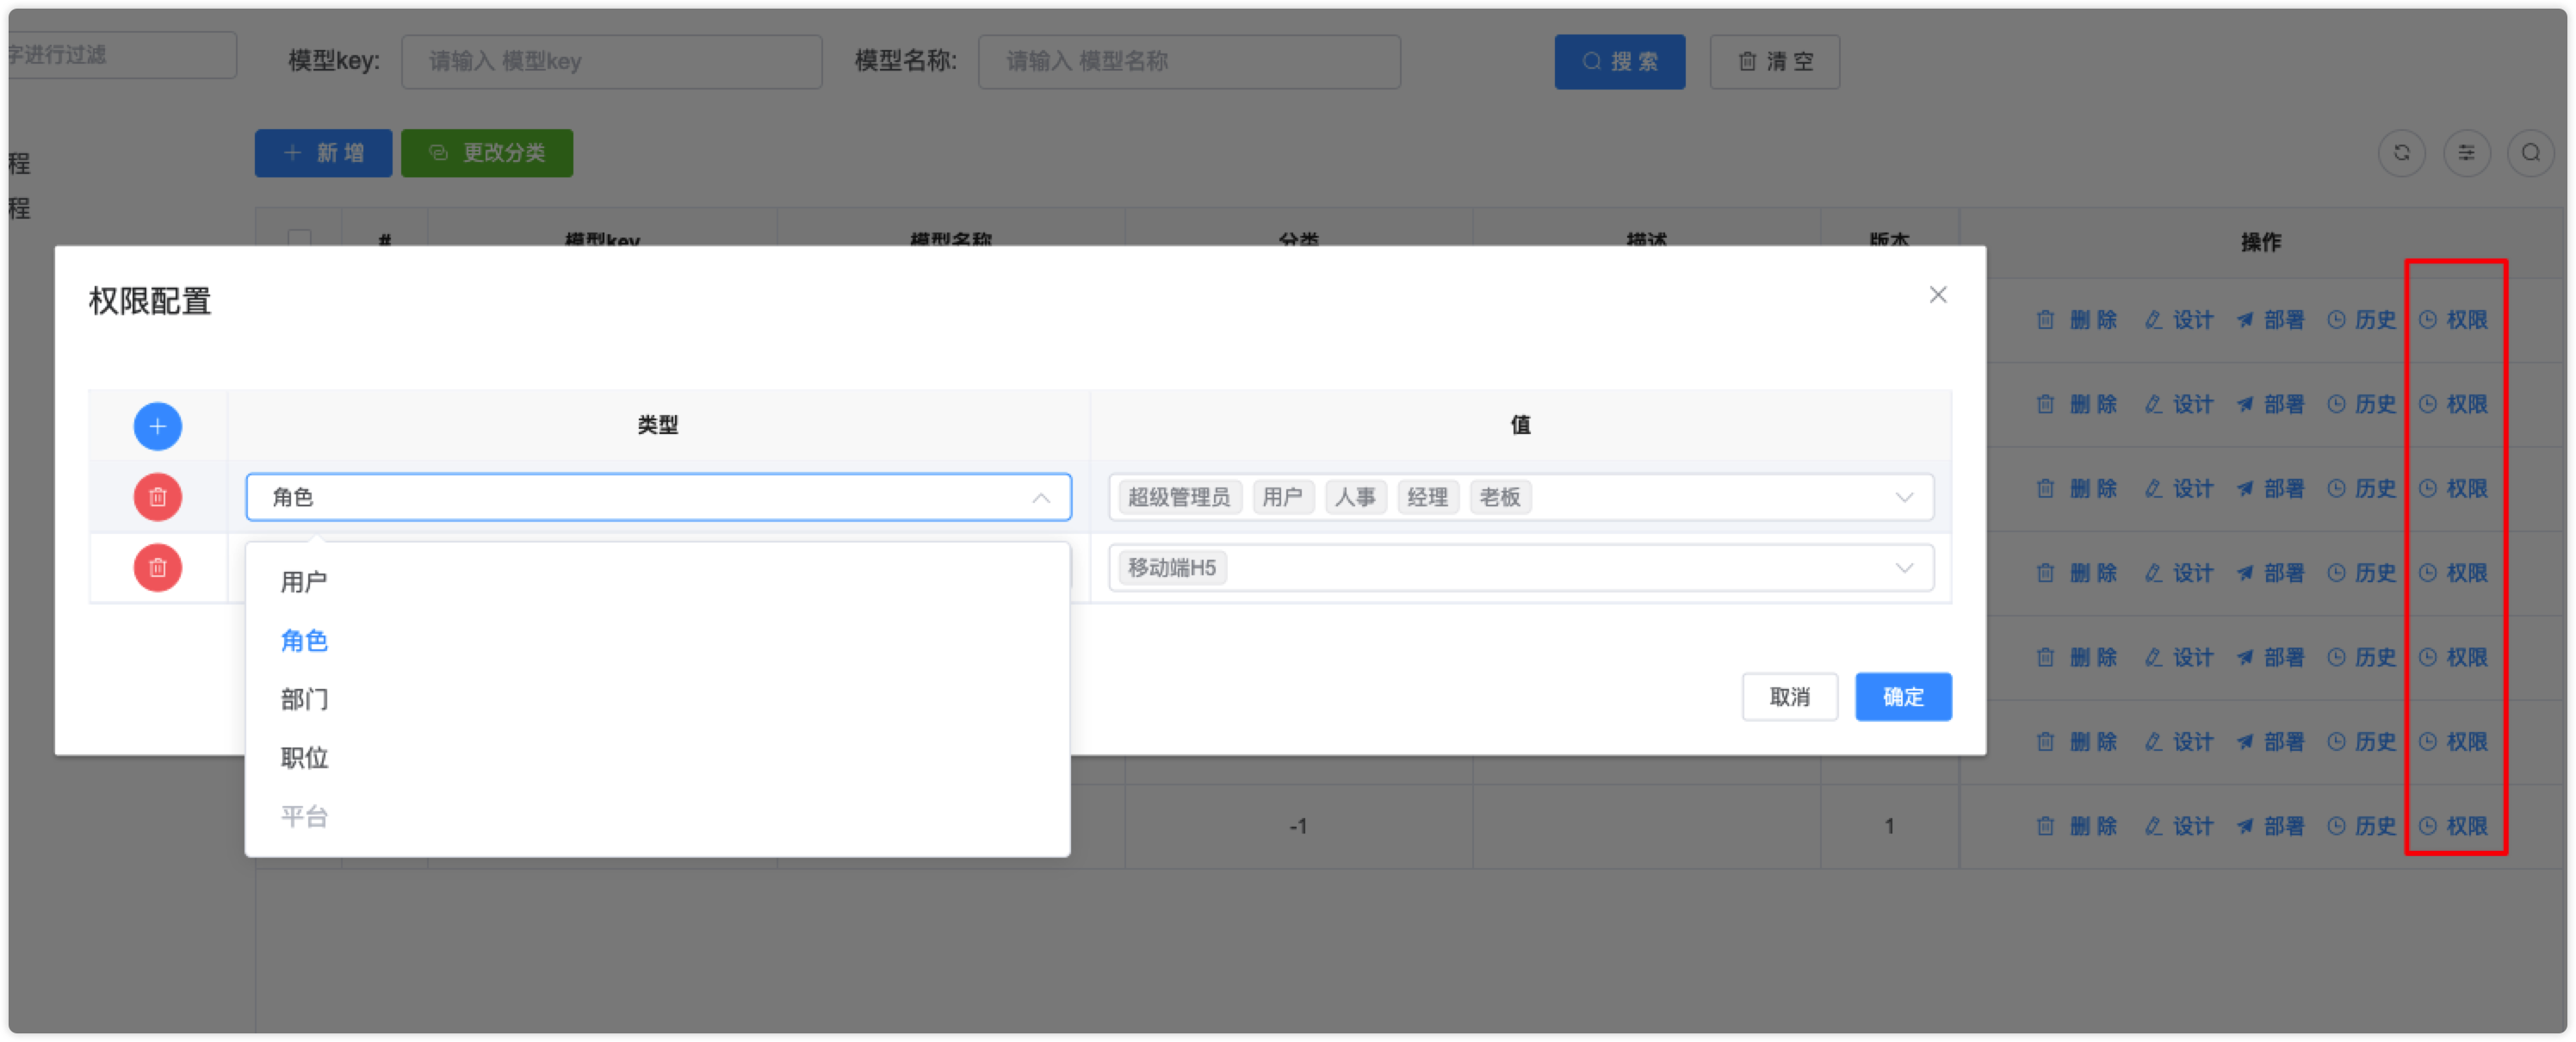 字进行过滤
模型key: 请输入 模型key 模型名称: 请输入 模型名称 搜 索 清 空
程
程
新 增 更改分类
# 模型key 模型名称 分类 描述 版本 操作
权限配置
类型 值
角色 超级管理员 用户 人事 经理 老板
移动端H5
用户
角色
部门
职位
平台
取消 确定
删 除 设计 部署 历史 权限
删 除 设计 部署 历史 权限
删 除 设计 部署 历史 权限
删 除 设计 部署 历史 权限
删 除 设计 部署 历史 权限
删 除 设计 部署 历史 权限
-1 1 删 除 设计 部署 历史 权限